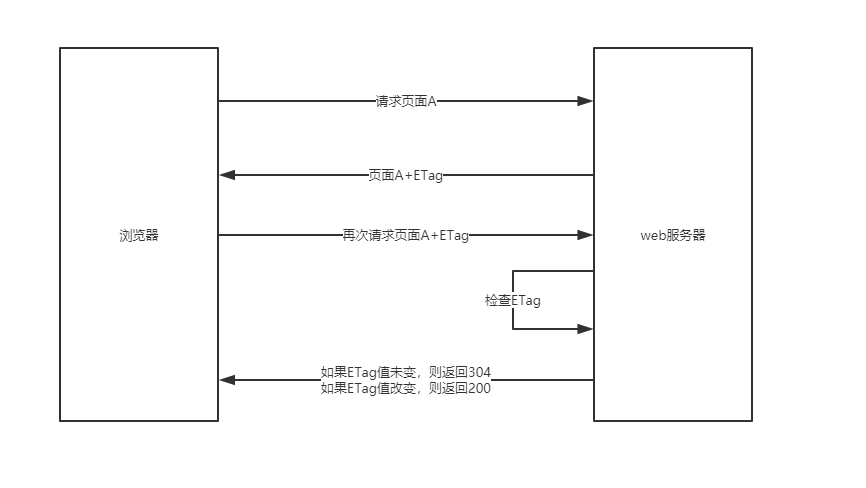 请求页面A
页面A+ETag
浏览器
再次请求页面A+ETag
web服务器
检查ETag
如果ETag值未变，则返回304
如果ETag值改变，则返回200